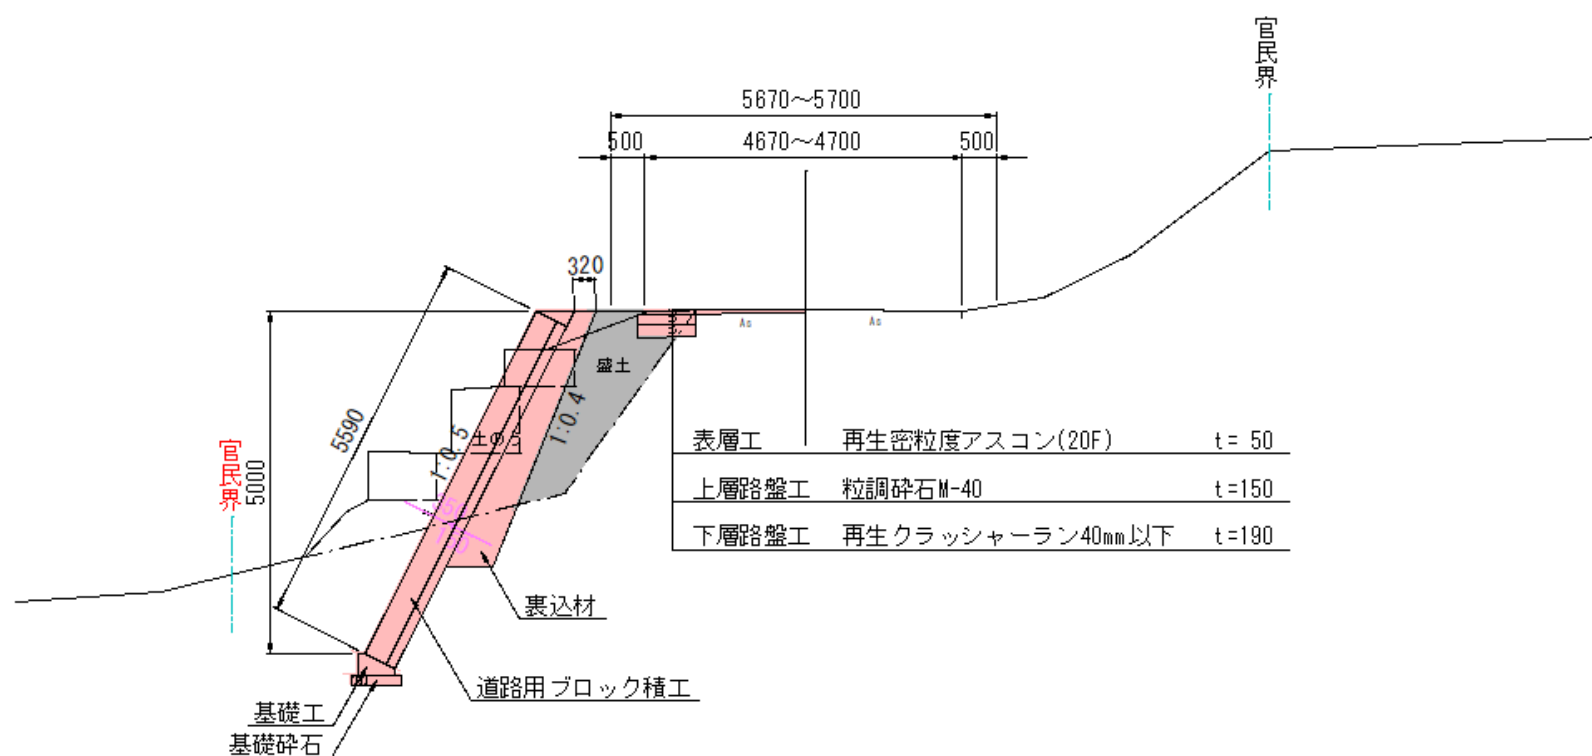 官民界
5670～5700
500
4670～4700
500
320
As
As
盛土
1:0.4
5590
1:0.5
土のう
官民界
5000
表層工 再生密粒度アスコン(20F) t= 50
上層路盤工 粒調砕石M-40 t=150
下層路盤工 再生クラッシャーラン40mm以下 t=190
裏込材
道路用ブロック積工
基礎工
基礎砕石